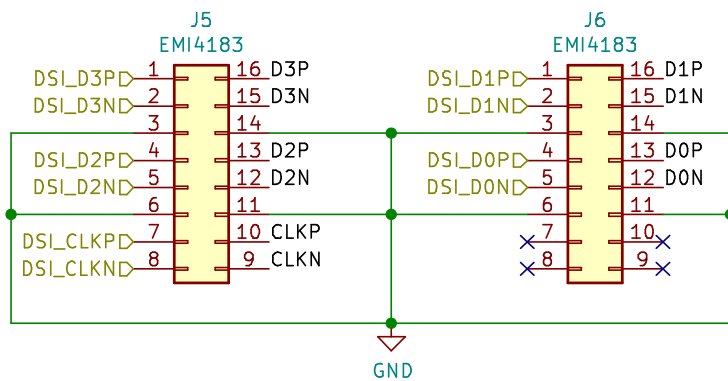 J5 J6
EMI4183 EMI4183
DSI_D3P 1 16 D3P DSI_D1P 1 16 D1P
DSI_D3N 2 15 D3N DSI_D1N 2 15 D1N
3 14 3 14
DSI_D2P 4 13 D2P DSI_D0P 4 13 D0P
DSI_D2N 5 12 D2N DSI_D0N 5 12 D0N
6 11 6 11
DSI_CLKP 7 10 CLKP 7 10
DSI_CLKN 8 9 CLKN 8 9
GND